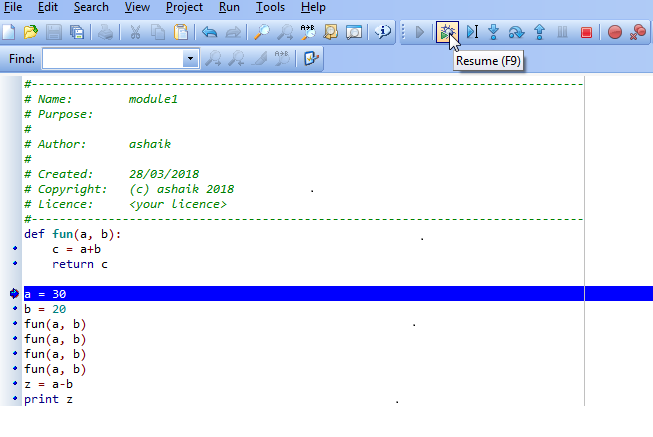 File Edit Search View Project Run Tools Help
Find:
Resume (F9)
#-------------------------------------------------------------------------------
# Name:        module1
# Purpose:
#
# Author:      ashaik
#
# Created:     28/03/2018
# Copyright:   (c) ashaik 2018
# Licence:     <your licence>
#-------------------------------------------------------------------------------
def fun(a, b):
    c = a+b
    return c
a = 30
b = 20
fun(a, b)
fun(a, b)
fun(a, b)
fun(a, b)
z = a-b
print z